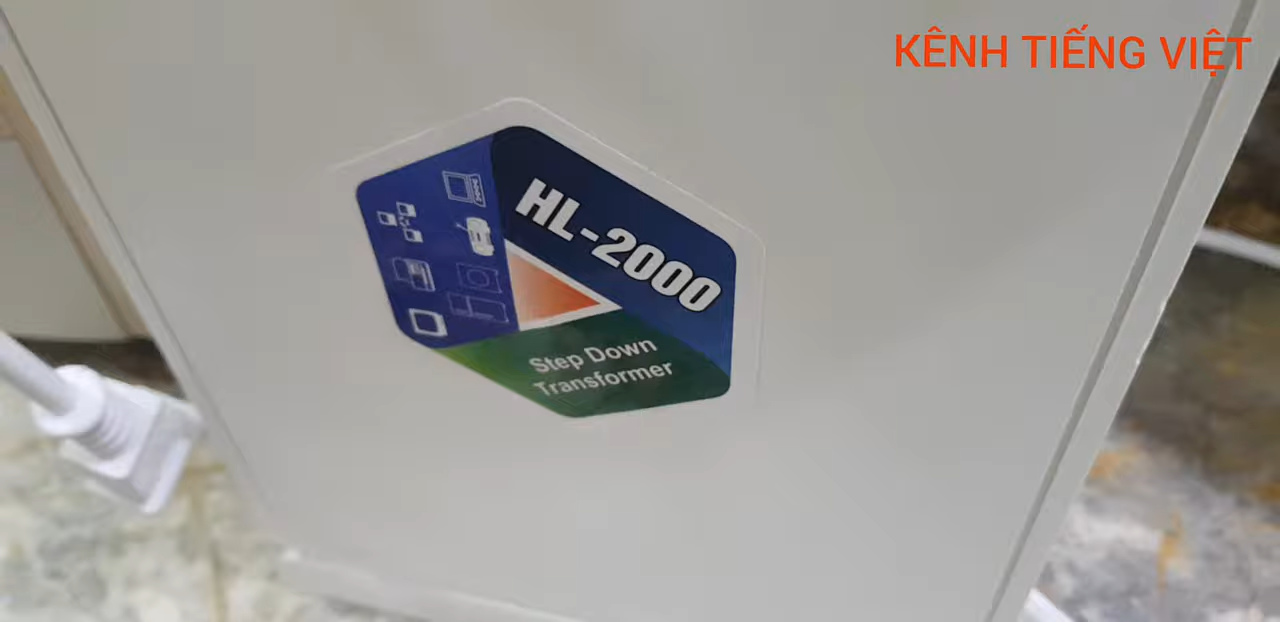 KÊNH TIẾNG VIỆT
HL-2000
Step Down
Transformer